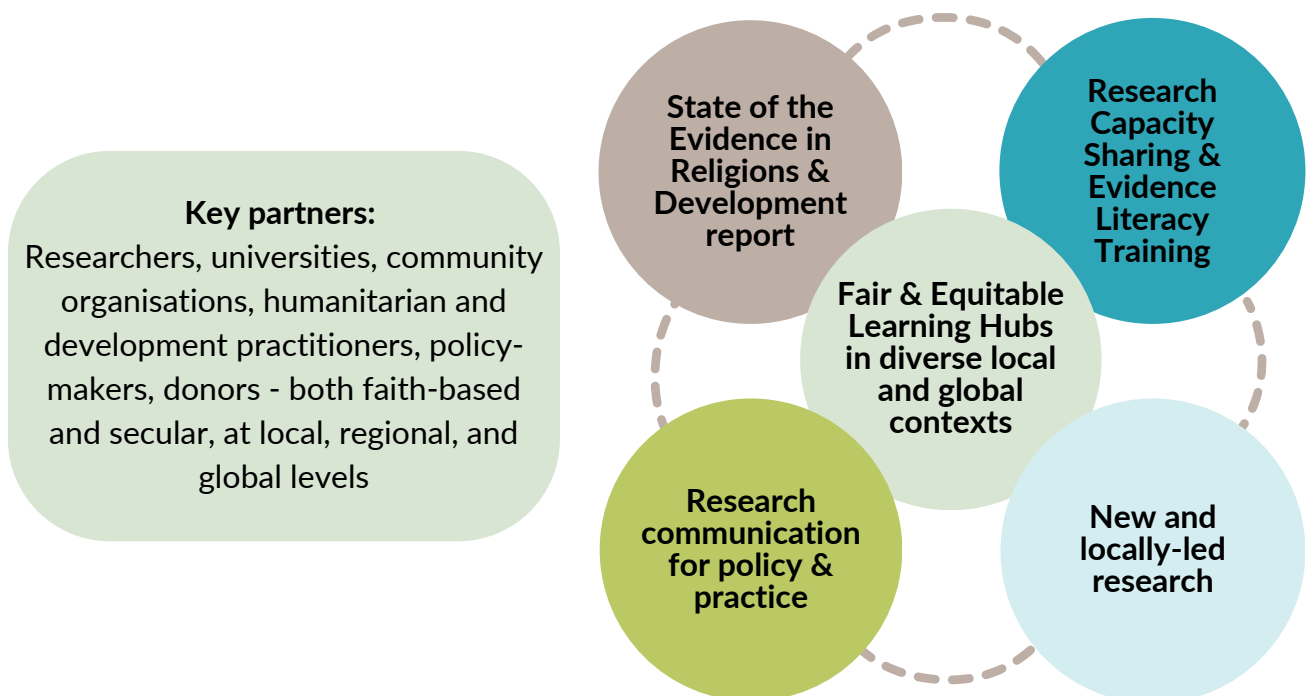 Key partners:
Researchers, universities, community
organisations, humanitarian and
development practitioners, policy-
makers, donors - both faith-based
and secular, at local, regional, and
global levels
State of the
Evidence in
Religions &
Development
report
Research
Capacity
Sharing &
Evidence
Literacy
Training
Fair & Equitable
Learning Hubs
in diverse local
and global
contexts
Research
communication
for policy &
practice
New and
locally-led
research